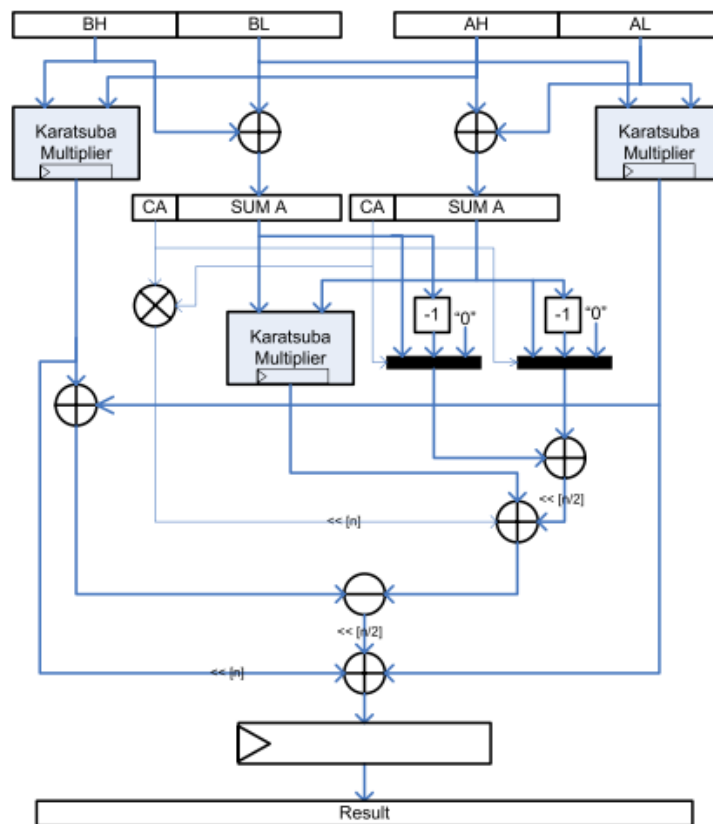 BH BL AH AL
Karatsuba
Multiplier
Karatsuba
Multiplier
CA SUM A CA SUM A
-1 "0" -1 "0"
Karatsuba
Multiplier
<< [n/2]
<< [n]
<< [n/2]
<< [n]
Result